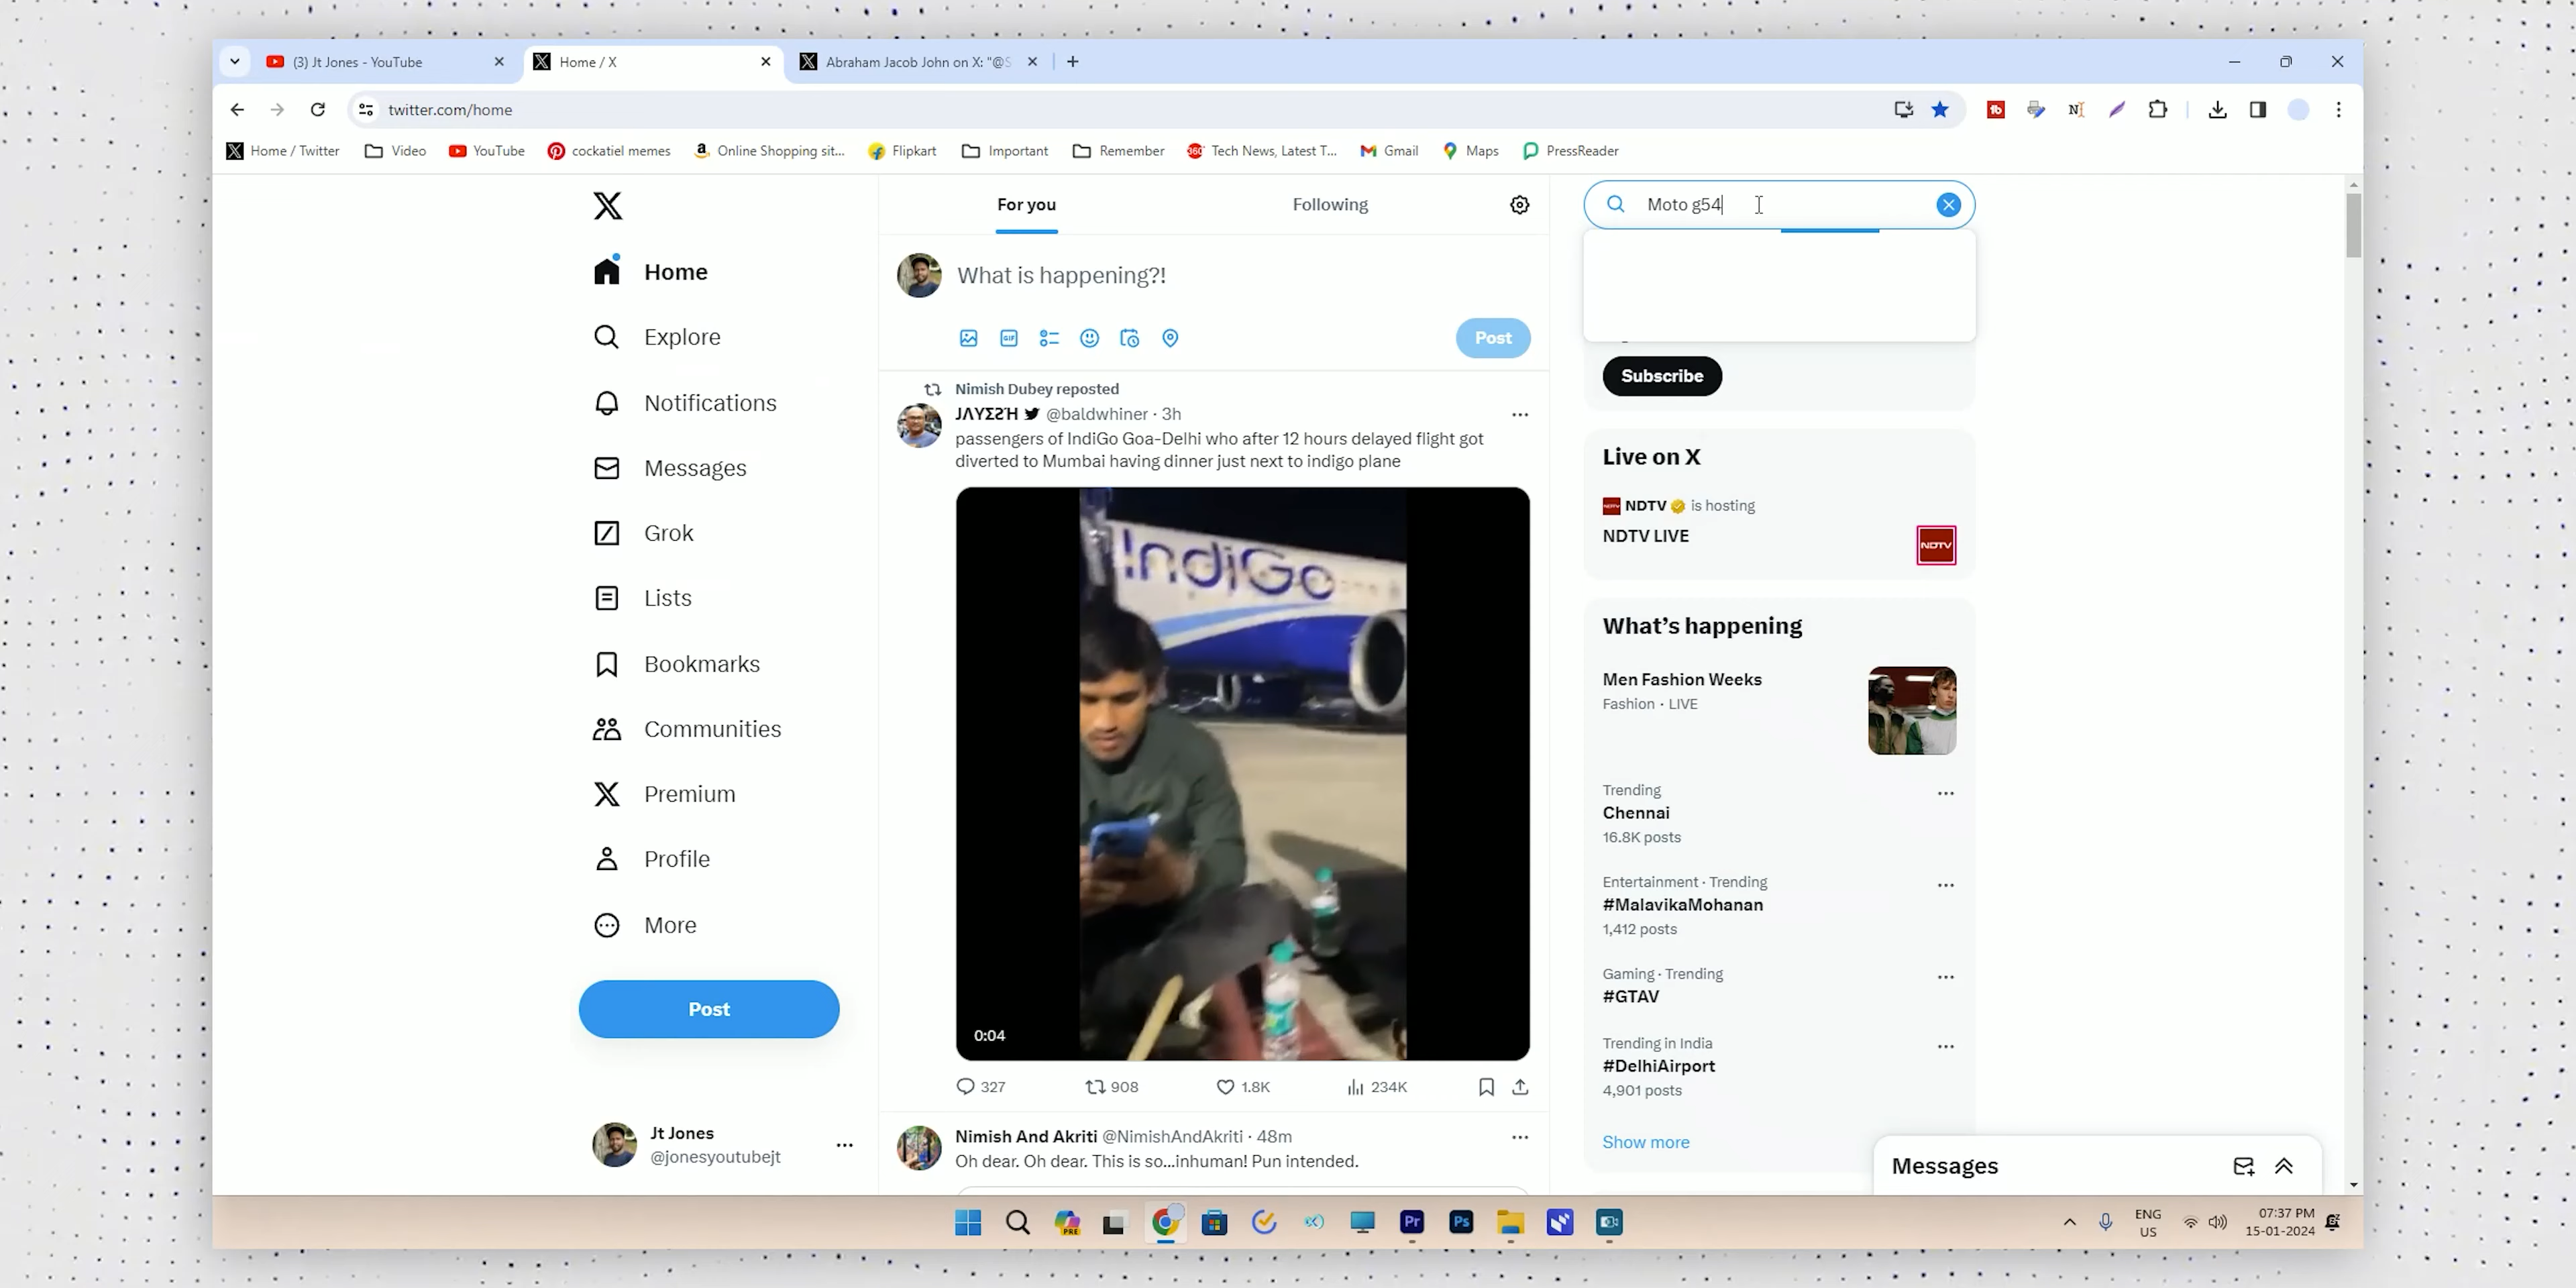 (3) Jt Jones - YouTube
Home / X
Abraham Jacob John on X: "@S
twitter.com/home
Home / Twitter
Video
YouTube
cockatiel memes
Online Shopping sit...
Flipkart
Important
Remember
Tech News, Latest T...
Gmail
Maps
PressReader
Home
Explore
Notifications
Messages
Grok
Lists
Bookmarks
Communities
Premium
Profile
More
Post
Jt Jones
@jonesyoutubejt
For you
Following
What is happening?!
GIF
Post
Nimish Dubey reposted
JΛYΣΣΉ @baldwhiner · 3h
passengers of IndiGo Goa-Delhi who after 12 hours delayed flight got
diverted to Mumbai having dinner just next to indigo plane
IndiGo
0:04
327 908 1.8K 234K
Nimish And Akriti @NimishAndAkriti · 48m
Oh dear. Oh dear. This is so...inhuman! Pun intended.
Moto g54
Subscribe
Live on X
NDTV is hosting
NDTV LIVE
NDTV
What's happening
Men Fashion Weeks
Fashion · LIVE
Trending
Chennai
16.8K posts
Entertainment · Trending
#MalavikaMohanan
1,412 posts
Gaming · Trending
#GTAV
Trending in India
#DelhiAirport
4,901 posts
Show more
Messages
PRE
Pr
Ps
ENG
US
07:37 PM
15-01-2024